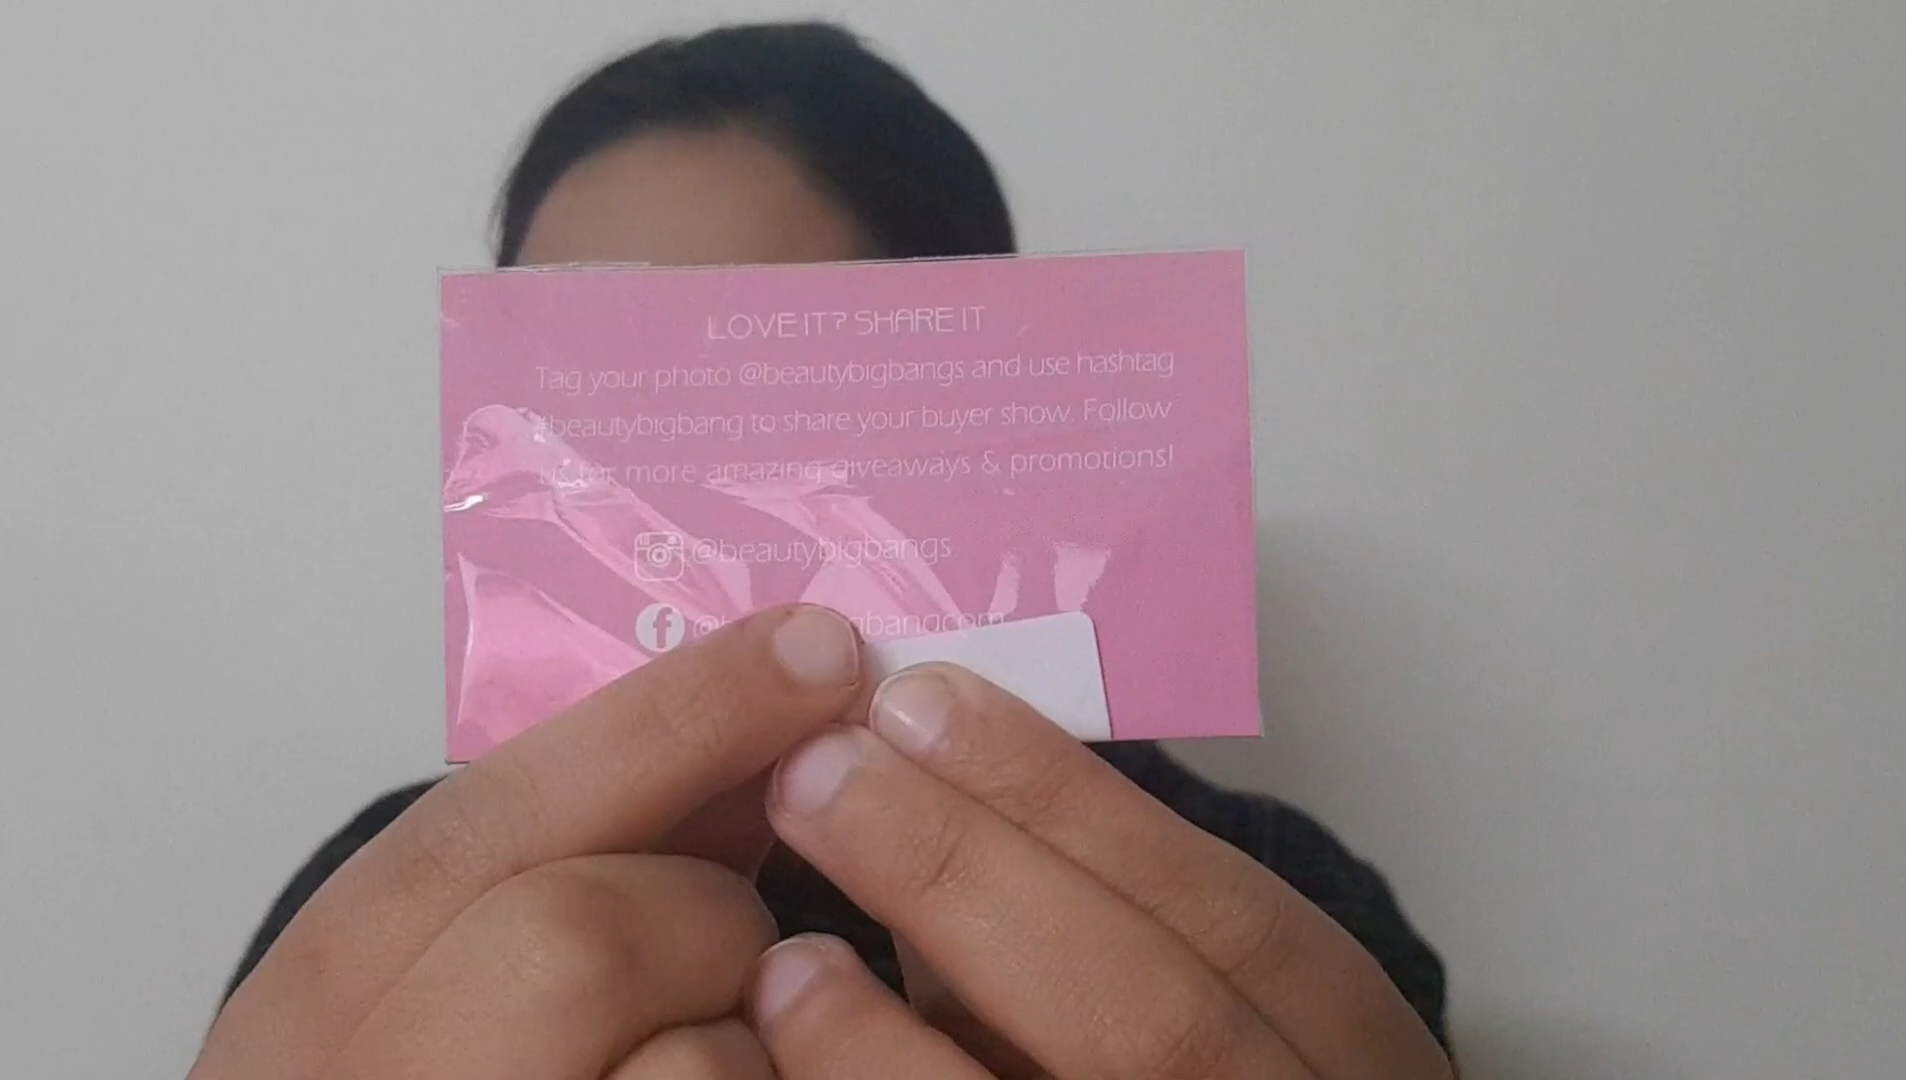 LOVE IT? SHARE IT
Tag your photo @beautybigbangs and use hashtag
#beautybigbang to share your buyer show. Follow
us for more amazing giveaways & promotions!
@beautybigbangs